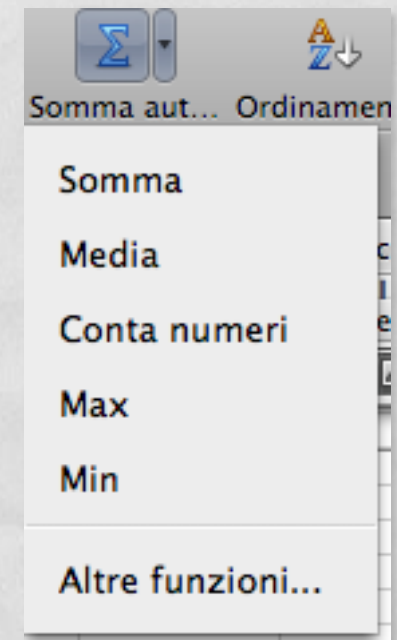 Σ
Somma aut... Ordinamen
Somma
Media
Conta numeri
Max
Min
Altre funzioni...